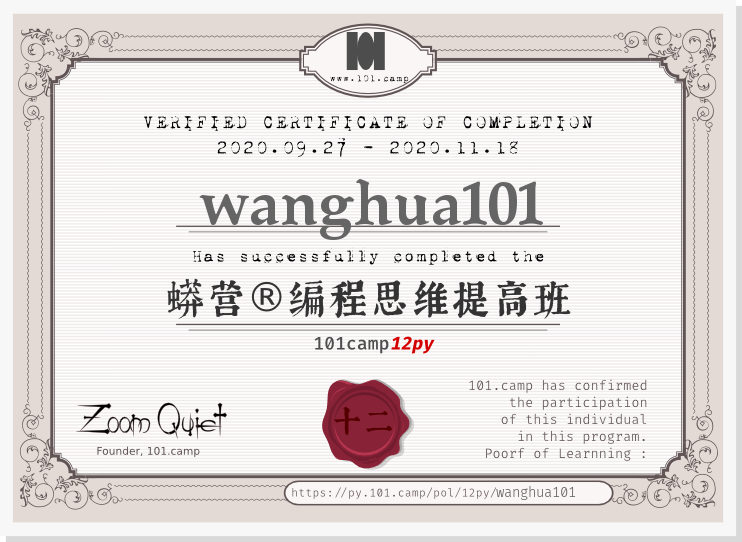 101
www.101.camp
VERIFIED CERTIFICATE OF COMPLETION
2020.09.27 - 2020.11.18
wanghua101
Has successfully completed the
蟒营®编程思维提高班
101camp12py
Zoom Quiet
Founder, 101.camp
十二
101.camp has confirmed
the participation
of this individual
in this program.
Poorf of Learnning :
https://py.101.camp/pol/12py/wanghua101